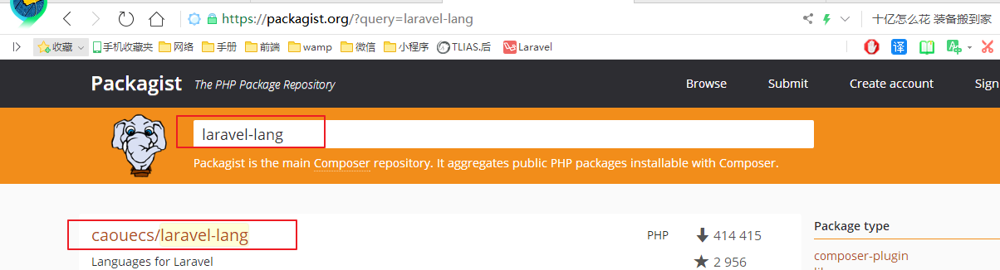 https://packagist.org/?query=laravel-lang
十亿怎么花 装备搬到家
收藏 手机收藏夹 网络 手册 前端 wamp 微信 小程序 TLIAS.后 Laravel
译
Packagist The PHP Package Repository Browse Submit Create account Sign
laravel-lang
Packagist is the main Composer repository. It aggregates public PHP packages installable with Composer.
caouecs/laravel-lang PHP 414 415
Languages for Laravel 2 956
Package type
composer-plugin